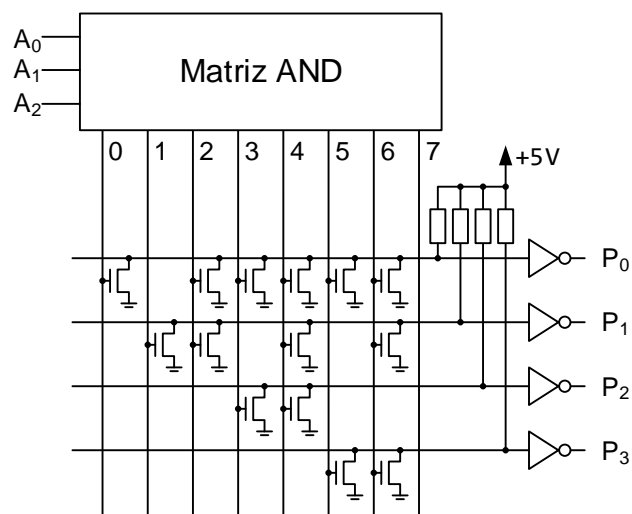 A₀
A₁
A₂
Matriz AND
0 1 2 3 4 5 6 7
+5V
P₀
P₁
P₂
P₃